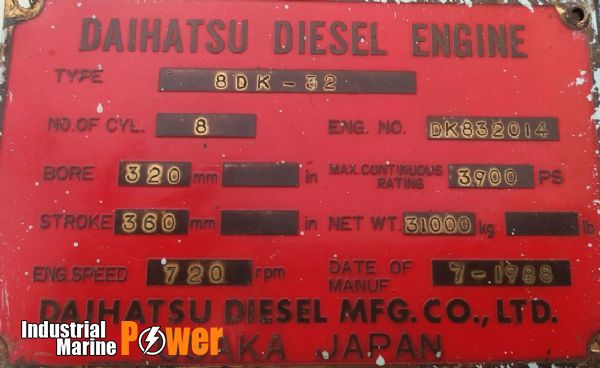 DAIHATSU DIESEL ENGINE
TYPE 8DK-32
NO.OF CYL. 8 ENG. NO. DK832014
BORE 320 mm in MAX.CONTINUOUS RATING 3900 PS
STROKE 360 mm in NET WT. 31000 kg lb
ENG.SPEED 720 rpm DATE OF MANUF. 7-1988
DAIHATSU DIESEL MFG.CO.,LTD.
JAPAN
Industrial Marine Power